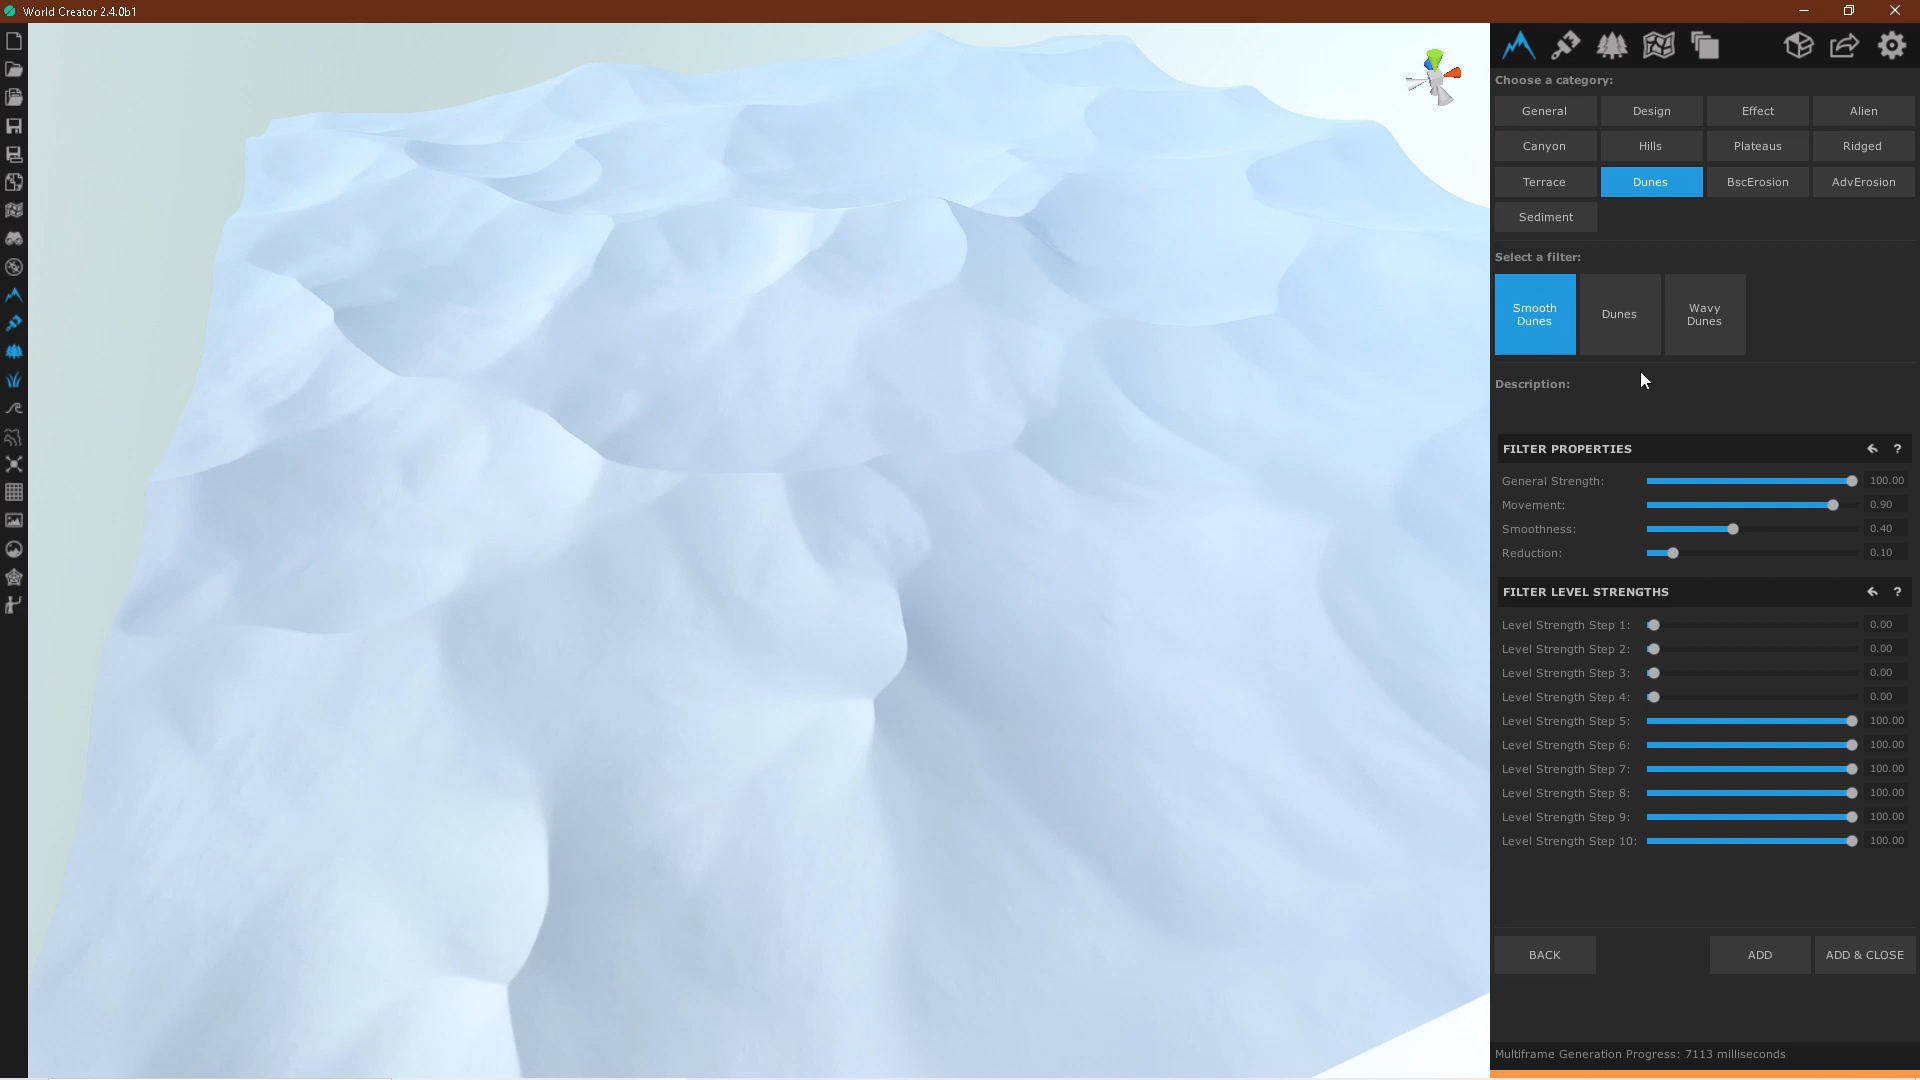 World Creator 2.4.0b1
Choose a category:
General Design Effect Alien
Canyon Hills Plateaus Ridged
Terrace Dunes BscErosion AdvErosion
Sediment
Select a filter:
Smooth
Dunes
Dunes
Wavy
Dunes
Description:
FILTER PROPERTIES ?
General Strength: 100.00
Movement: 0.90
Smoothness: 0.40
Reduction: 0.10
FILTER LEVEL STRENGTHS ?
Level Strength Step 1: 0.00
Level Strength Step 2: 0.00
Level Strength Step 3: 0.00
Level Strength Step 4: 0.00
Level Strength Step 5: 100.00
Level Strength Step 6: 100.00
Level Strength Step 7: 100.00
Level Strength Step 8: 100.00
Level Strength Step 9: 100.00
Level Strength Step 10: 100.00
BACK ADD ADD & CLOSE
Multiframe Generation Progress: 7113 milliseconds